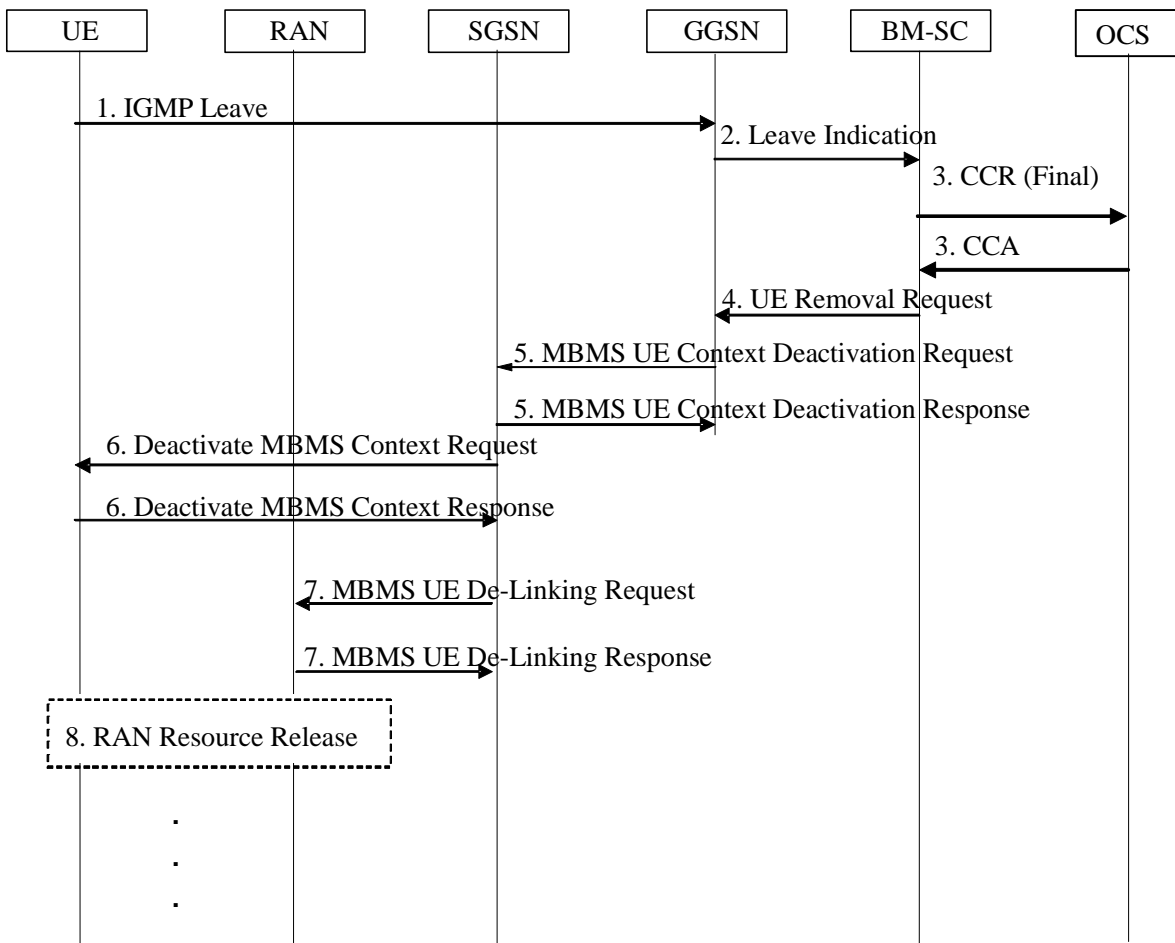 UE
RAN
SGSN
GGSN
BM-SC
OCS
1. IGMP Leave
2. Leave Indication
3. CCR (Final)
3. CCA
4. UE Removal Request
5. MBMS UE Context Deactivation Request
5. MBMS UE Context Deactivation Response
6. Deactivate MBMS Context Request
6. Deactivate MBMS Context Response
7. MBMS UE De-Linking Request
7. MBMS UE De-Linking Response
8. RAN Resource Release